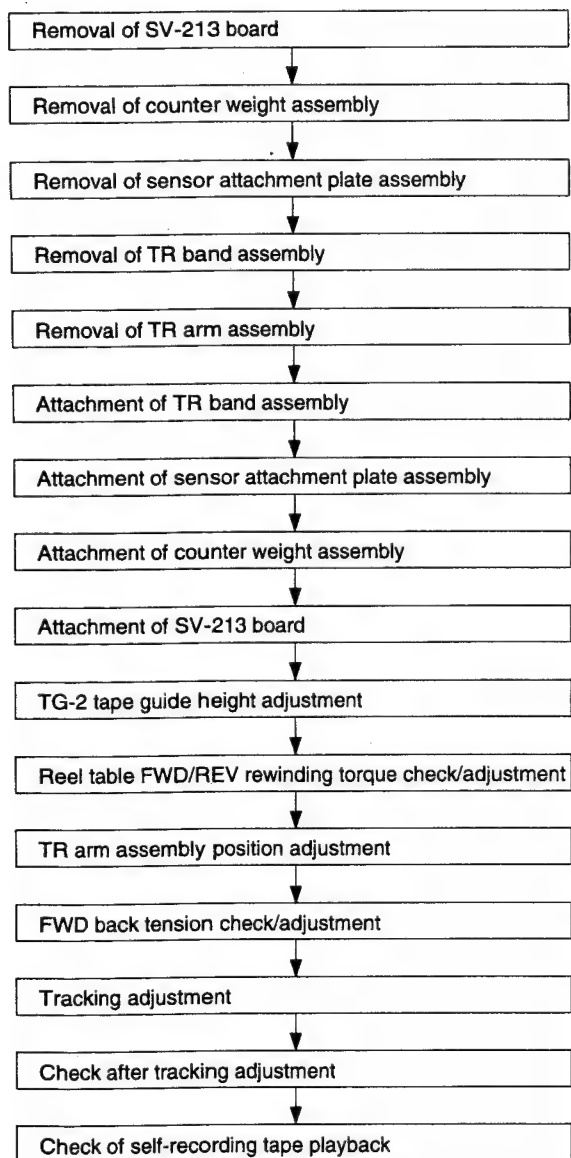 Removal of SV-213 board
Removal of counter weight assembly
Removal of sensor attachment plate assembly
Removal of TR band assembly
Removal of TR arm assembly
Attachment of TR band assembly
Attachment of sensor attachment plate assembly
Attachment of counter weight assembly
Attachment of SV-213 board
TG-2 tape guide height adjustment
Reel table FWD/REV rewinding torque check/adjustment
TR arm assembly position adjustment
FWD back tension check/adjustment
Tracking adjustment
Check after tracking adjustment
Check of self-recording tape playback